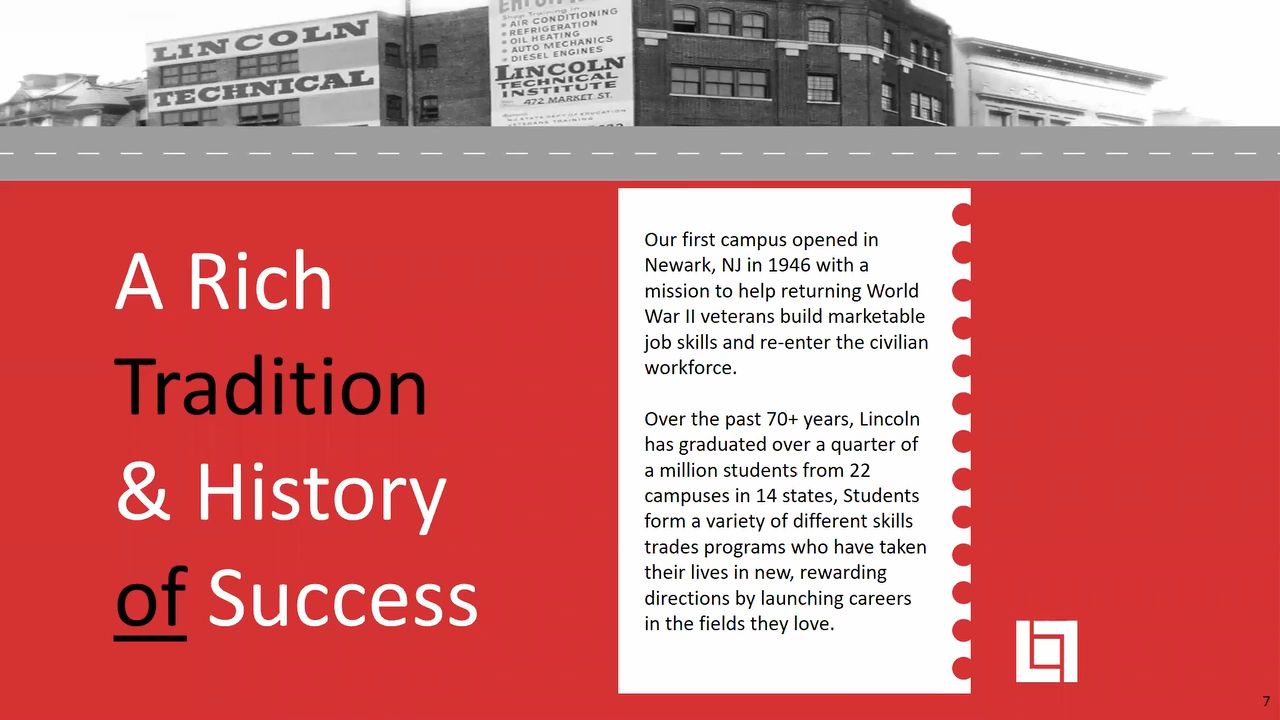 LINCOLN
TECHNICAL
Shop Training in
• AIR CONDITIONING
• REFRIGERATION
• OIL HEATING
• AUTO MECHANICS
• DIESEL ENGINES
LINCOLN
TECHNICAL
INSTITUTE
472 MARKET ST.
A Rich
Tradition
& History
of Success
Our first campus opened in
Newark, NJ in 1946 with a
mission to help returning World
War II veterans build marketable
job skills and re-enter the civilian
workforce.
Over the past 70+ years, Lincoln
has graduated over a quarter of
a million students from 22
campuses in 14 states, Students
form a variety of different skills
trades programs who have taken
their lives in new, rewarding
directions by launching careers
in the fields they love.
7